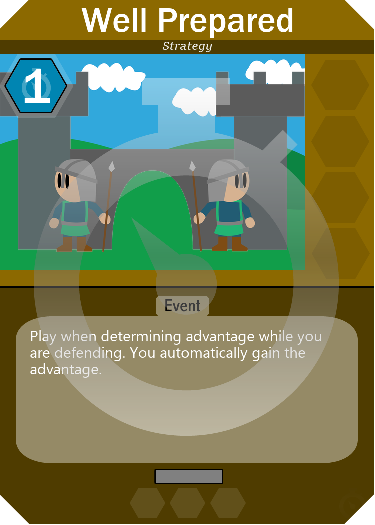 Well Prepared
Strategy
1
Event
Play when determining advantage while you
are defending. You automatically gain the
advantage.